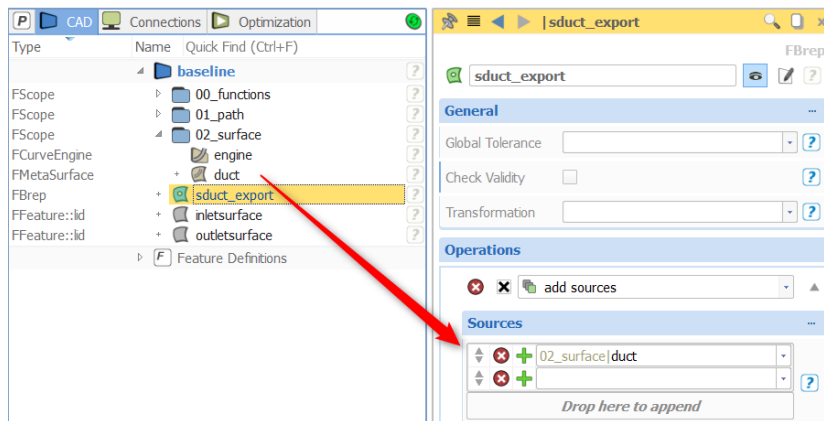 P CAD Connections Optimization
Type Name Quick Find (Ctrl+F)
baseline ?
FScope 00_functions ?
FScope 01_path ?
FScope 02_surface ?
FCurveEngine engine ?
FMetaSurface duct ?
FBrep sduct_export ?
FFeature::lid inletsurface ?
FFeature::lid outletsurface ?
F Feature Definitions
|sduct_export
FBrep
sduct_export ?
General ...
Global Tolerance ?
Check Validity ?
Transformation ?
Operations
add sources
Sources ...
02_surface|duct
?
Drop here to append